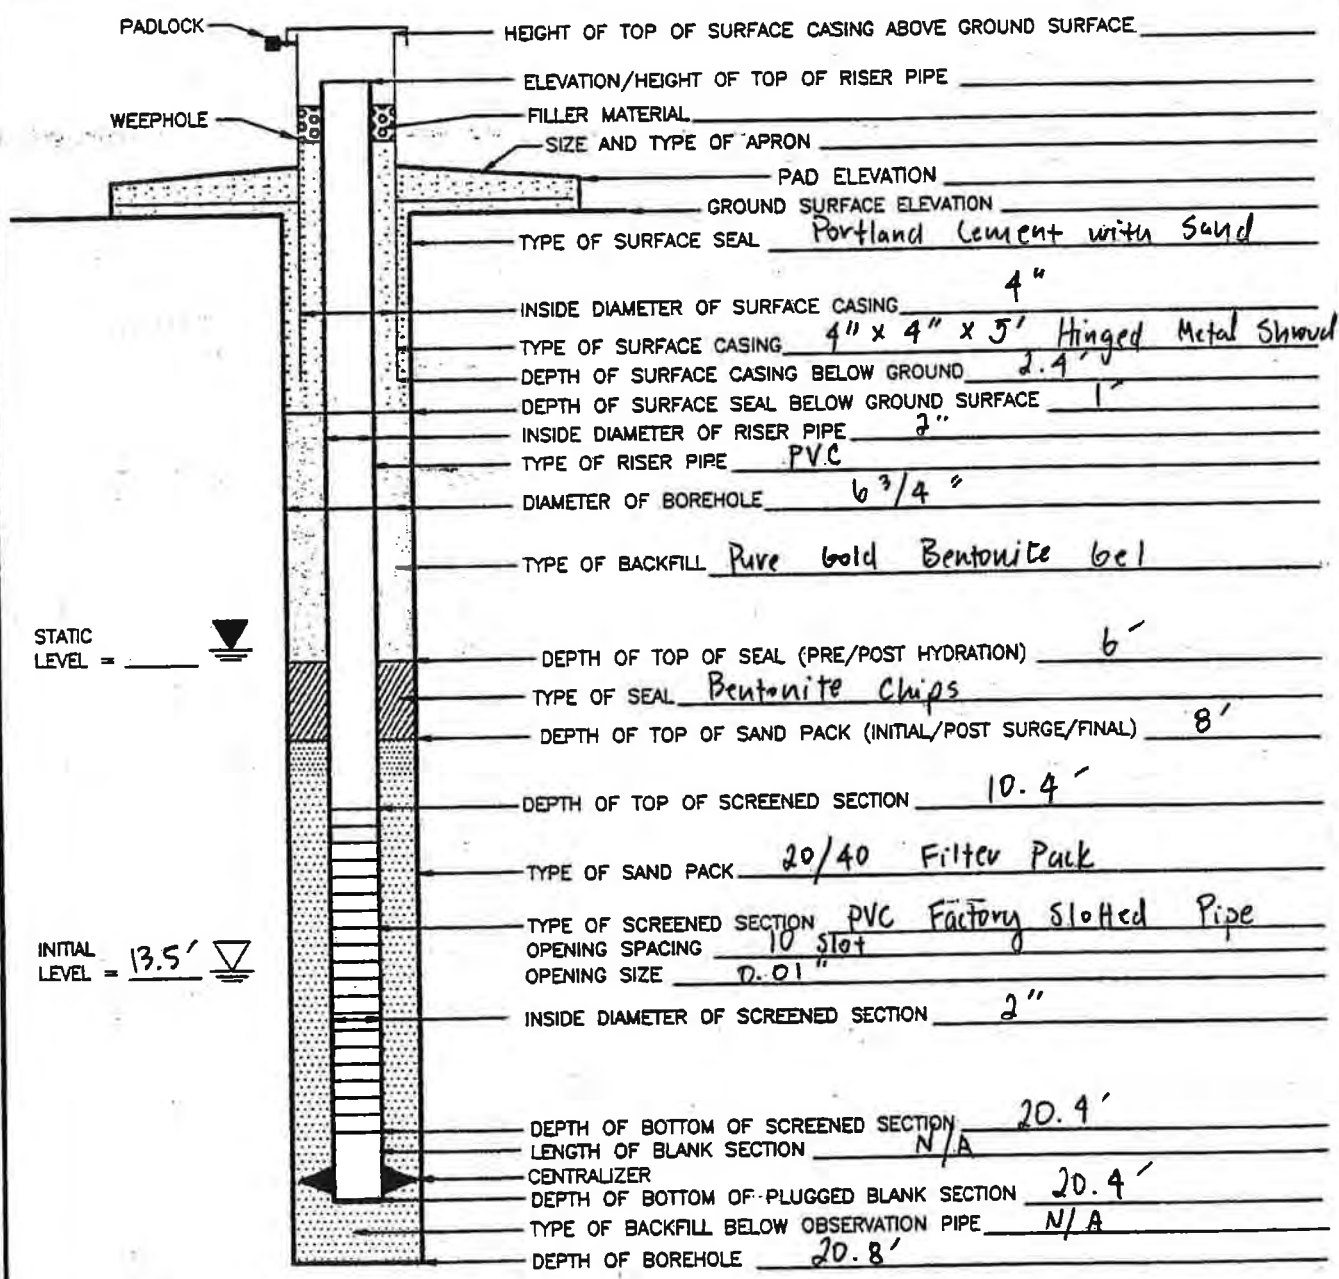 PADLOCK
HEIGHT OF TOP OF SURFACE CASING ABOVE GROUND SURFACE
ELEVATION/HEIGHT OF TOP OF RISER PIPE
WEEPHOLE
FILLER MATERIAL
SIZE AND TYPE OF APRON
PAD ELEVATION
GROUND SURFACE ELEVATION
TYPE OF SURFACE SEAL Portland Cement with Sand
INSIDE DIAMETER OF SURFACE CASING 4"
TYPE OF SURFACE CASING 4" x 4" x 5' Hinged Metal Shroud
DEPTH OF SURFACE CASING BELOW GROUND 2.4'
DEPTH OF SURFACE SEAL BELOW GROUND SURFACE 1'
INSIDE DIAMETER OF RISER PIPE 2"
TYPE OF RISER PIPE PVC
DIAMETER OF BOREHOLE 6 3/4"
TYPE OF BACKFILL Pure Gold Bentonite Gel
STATIC
LEVEL =
DEPTH OF TOP OF SEAL (PRE/POST HYDRATION) 6'
TYPE OF SEAL Bentonite Chips
DEPTH OF TOP OF SAND PACK (INITIAL/POST SURGE/FINAL) 8'
DEPTH OF TOP OF SCREENED SECTION 10.4'
TYPE OF SAND PACK 20/40 Filter Pack
TYPE OF SCREENED SECTION PVC Factory Slotted Pipe
OPENING SPACING 10 Slot
INITIAL
LEVEL = 13.5'
OPENING SIZE 0.01"
INSIDE DIAMETER OF SCREENED SECTION 2"
DEPTH OF BOTTOM OF SCREENED SECTION 20.4'
LENGTH OF BLANK SECTION N/A
CENTRALIZER
DEPTH OF BOTTOM OF PLUGGED BLANK SECTION 20.4'
TYPE OF BACKFILL BELOW OBSERVATION PIPE N/A
DEPTH OF BOREHOLE 20.8'